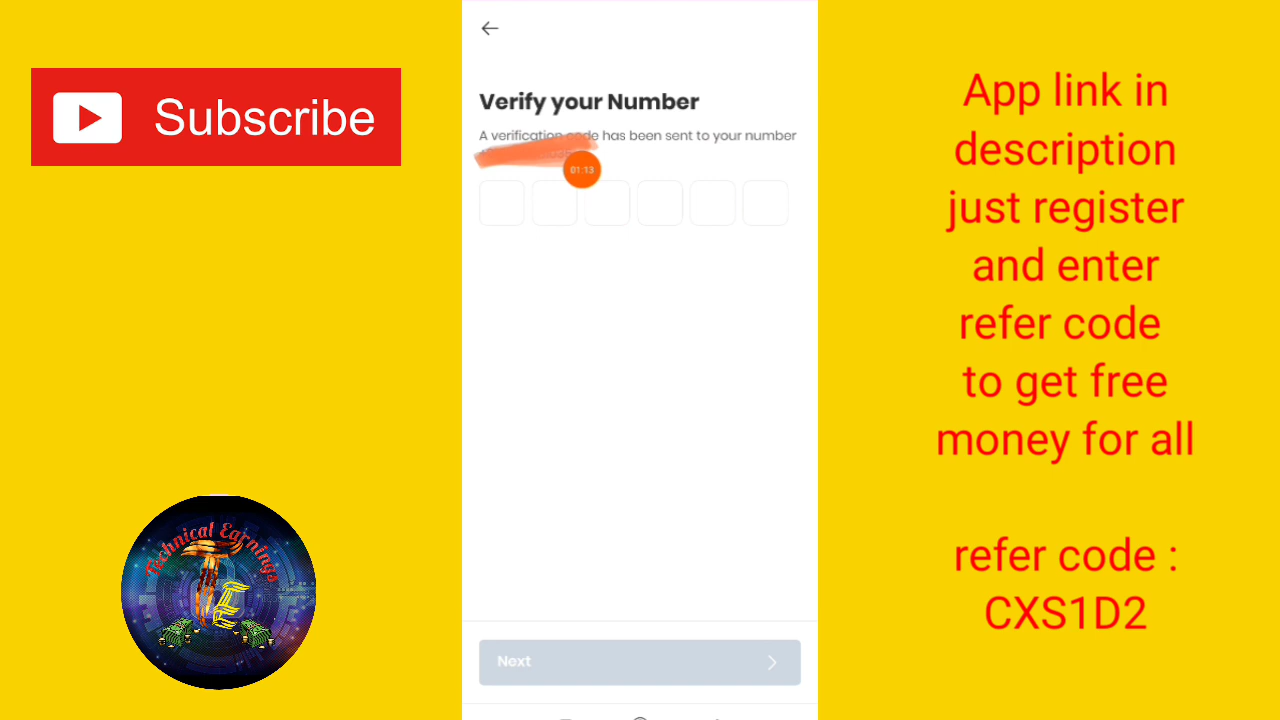 Subscribe
Technical Earnings
TE
Verify your Number
A verification code has been sent to your number
01:13
Next
App link in
description
just register
and enter
refer code
to get free
money for all
refer code :
CXS1D2